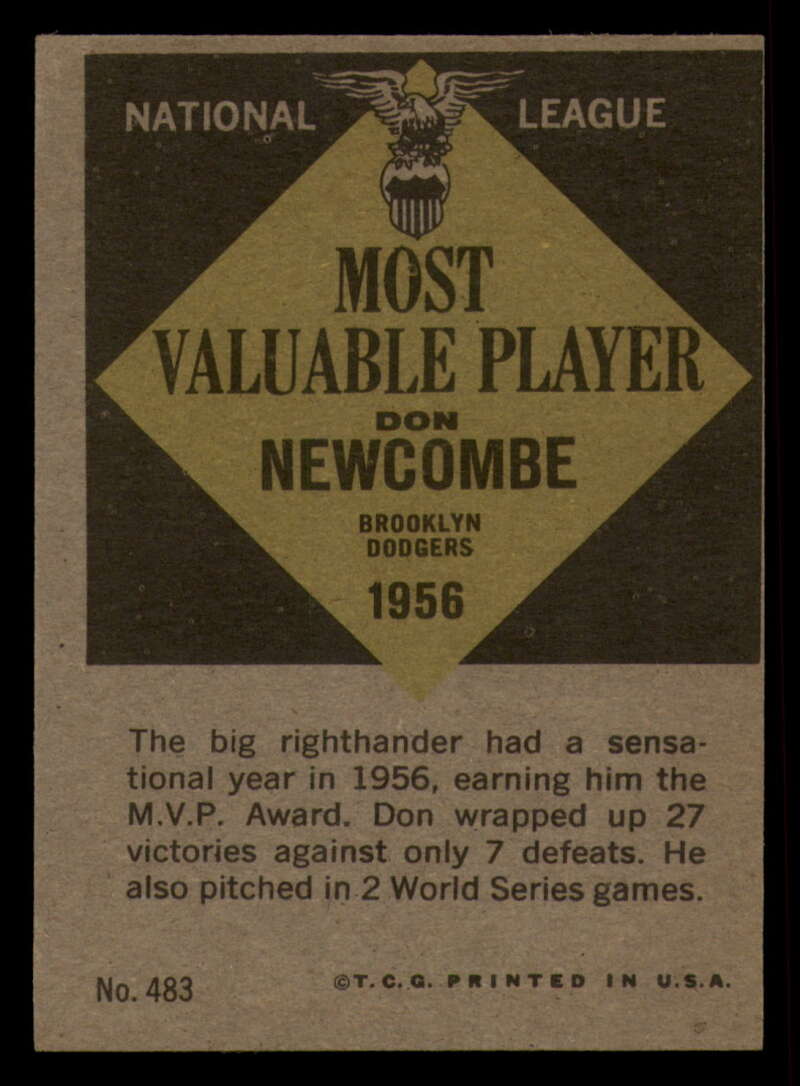 NATIONAL LEAGUE
MOST
VALUABLE PLAYER
DON
NEWCOMBE
BROOKLYN
DODGERS
1956
The big righthander had a sensa-
tional year in 1956, earning him the
M.V.P. Award. Don wrapped up 27
victories against only 7 defeats. He
also pitched in 2 World Series games.
No. 483 ©T.C.G. PRINTED IN U.S.A.